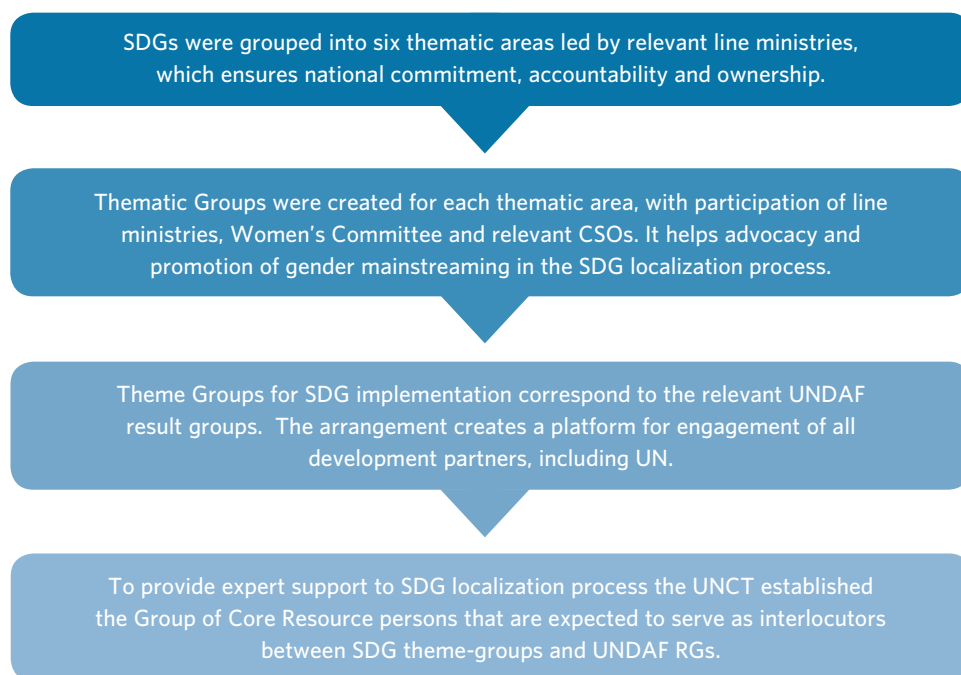 SDGs were grouped into six thematic areas led by relevant line ministries,
which ensures national commitment, accountability and ownership.
Thematic Groups were created for each thematic area, with participation of line
ministries, Women's Committee and relevant CSOs. It helps advocacy and
promotion of gender mainstreaming in the SDG localization process.
Theme Groups for SDG implementation correspond to the relevant UNDAF
result groups.  The arrangement creates a platform for engagement of all
development partners, including UN.
To provide expert support to SDG localization process the UNCT established
the Group of Core Resource persons that are expected to serve as interlocutors
between SDG theme-groups and UNDAF RGs.